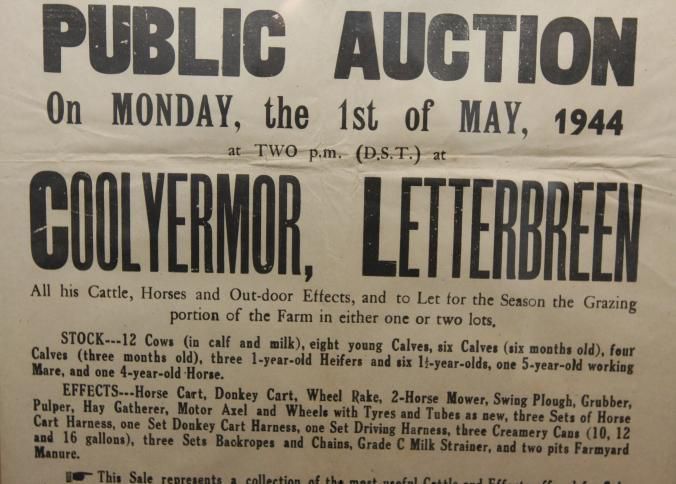 PUBLIC AUCTION
On MONDAY, the 1st of MAY, 1944
at TWO p.m. (D.S.T.) at
COOLYERMOR, LETTERBREEN
All his Cattle, Horses and Out-door Effects, and to Let for the Season the Grazing
portion of the Farm in either one or two lots.
STOCK---12 Cows (in calf and milk), eight young Calves, six Calves (six months old), four
Calves (three months old), three 1-year-old Heifers and six 1½-year-olds, one 5-year-old working
Mare, and one 4-year-old Horse.
EFFECTS---Horse Cart, Donkey Cart, Wheel Rake, 2-Horse Mower, Swing Plough, Grubber,
Pulper, Hay Gatherer, Motor Axel and Wheels with Tyres and Tubes as new, three Sets of Horse
Cart Harness, one Set Donkey Cart Harness, one Set Driving Harness, three Creamery Cans (10, 12
and 16 gallons), three Sets Backropes and Chains, Grade C Milk Strainer, and two pits Farmyard
Manure.
☛ This Sale represents a collection of the most useful Cattle and Effects offered for